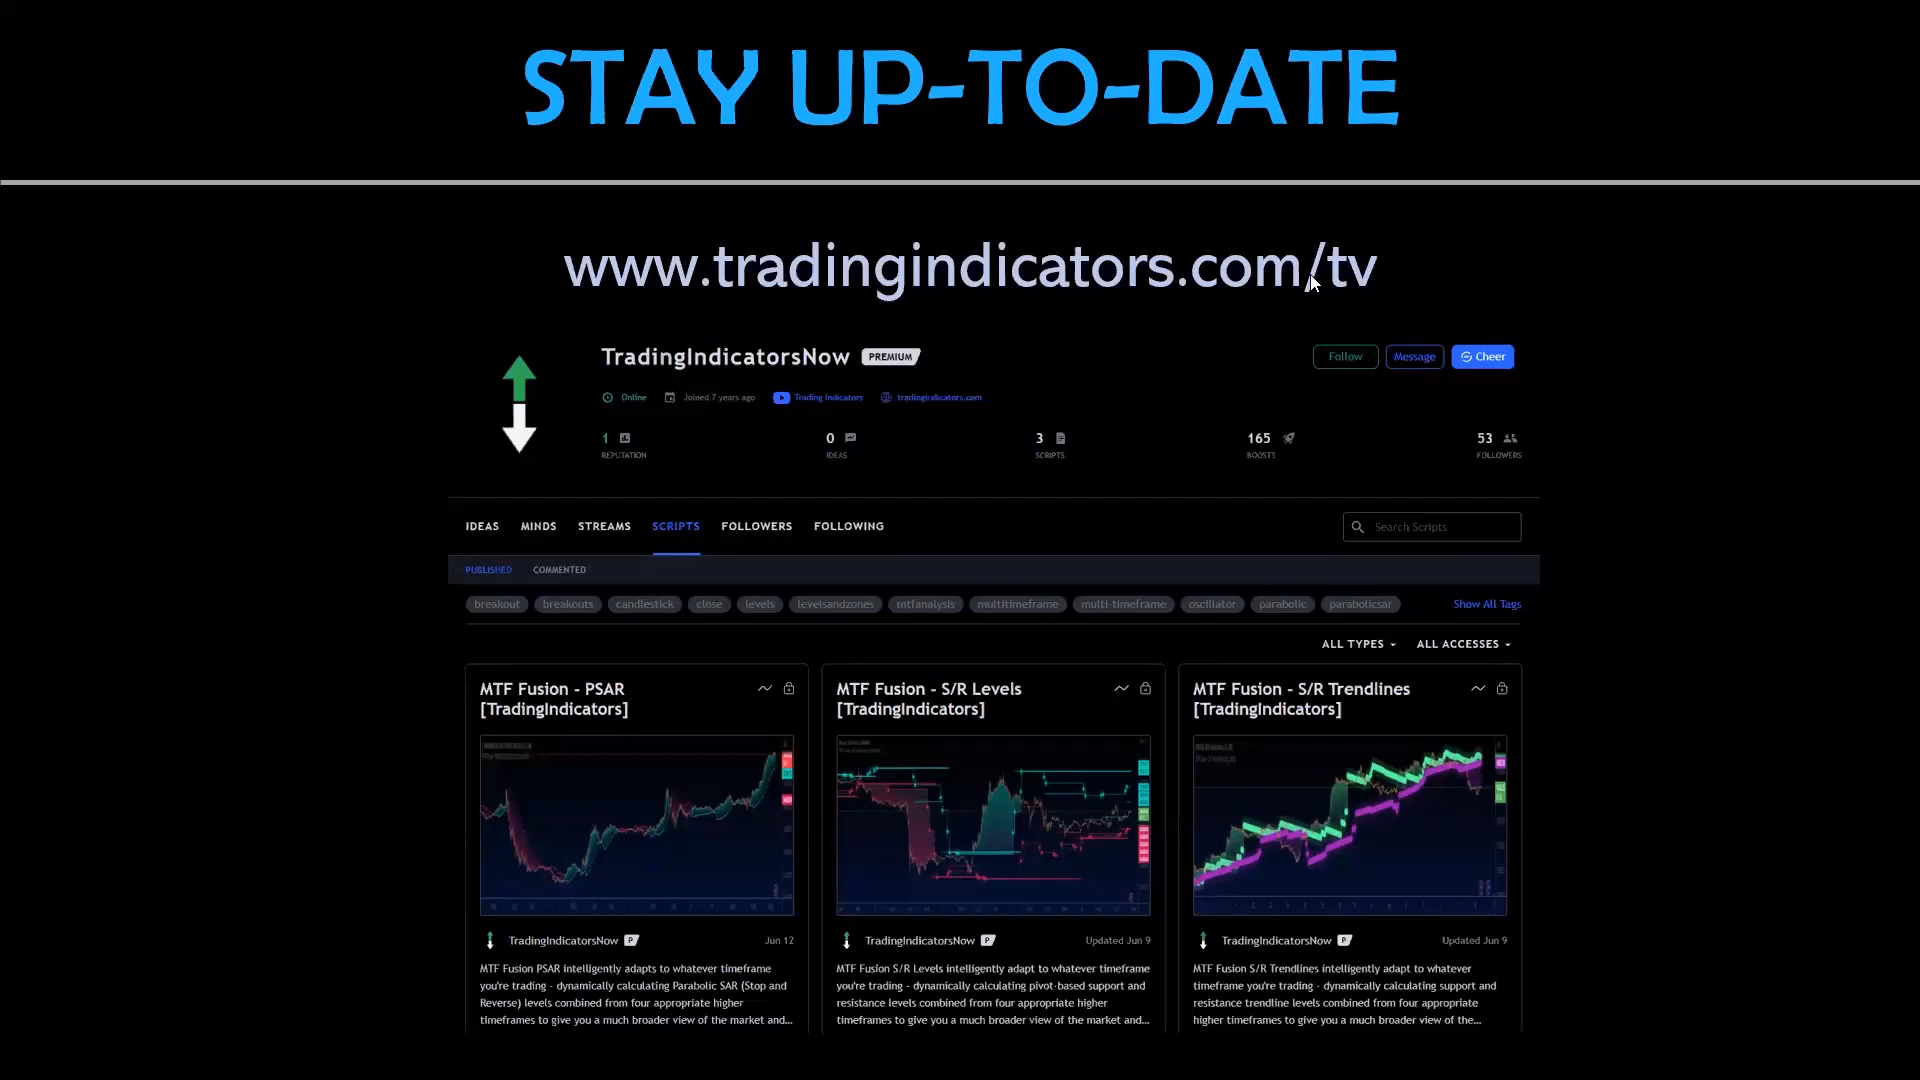 STAY UP-TO-DATE
www.tradingindicators.com/tv
TradingIndicatorsNow PREMIUM
Follow Message Cheer
Online Joined 7 years ago Trading Indicators tradingindicators.com
1 0 3 165 53
REPUTATION IDEAS SCRIPTS BOOSTS FOLLOWERS
IDEAS MINDS STREAMS SCRIPTS FOLLOWERS FOLLOWING Search Scripts
PUBLISHED COMMENTED
breakout breakouts candlestick close levels levelsandzones mtfanalysis multitimeframe multi-timeframe oscillator parabolic parabolicsar Show All Tags
ALL TYPES ALL ACCESSES
MTF Fusion - PSAR
[TradingIndicators]
TradingIndicatorsNow P Jun 12
MTF Fusion PSAR intelligently adapts to whatever timeframe
you're trading - dynamically calculating Parabolic SAR (Stop and
Reverse) levels combined from four appropriate higher
timeframes to give you a much broader view of the market and...
MTF Fusion - S/R Levels
[TradingIndicators]
TradingIndicatorsNow P Updated Jun 9
MTF Fusion S/R Levels intelligently adapt to whatever timeframe
you're trading - dynamically calculating pivot-based support and
resistance levels combined from four appropriate higher
timeframes to give you a much broader view of the market and...
MTF Fusion - S/R Trendlines
[TradingIndicators]
TradingIndicatorsNow P Updated Jun 9
MTF Fusion S/R Trendlines intelligently adapt to whatever
timeframe you're trading - dynamically calculating support and
resistance trendline levels combined from four appropriate
higher timeframes to give you a much broader view of the...